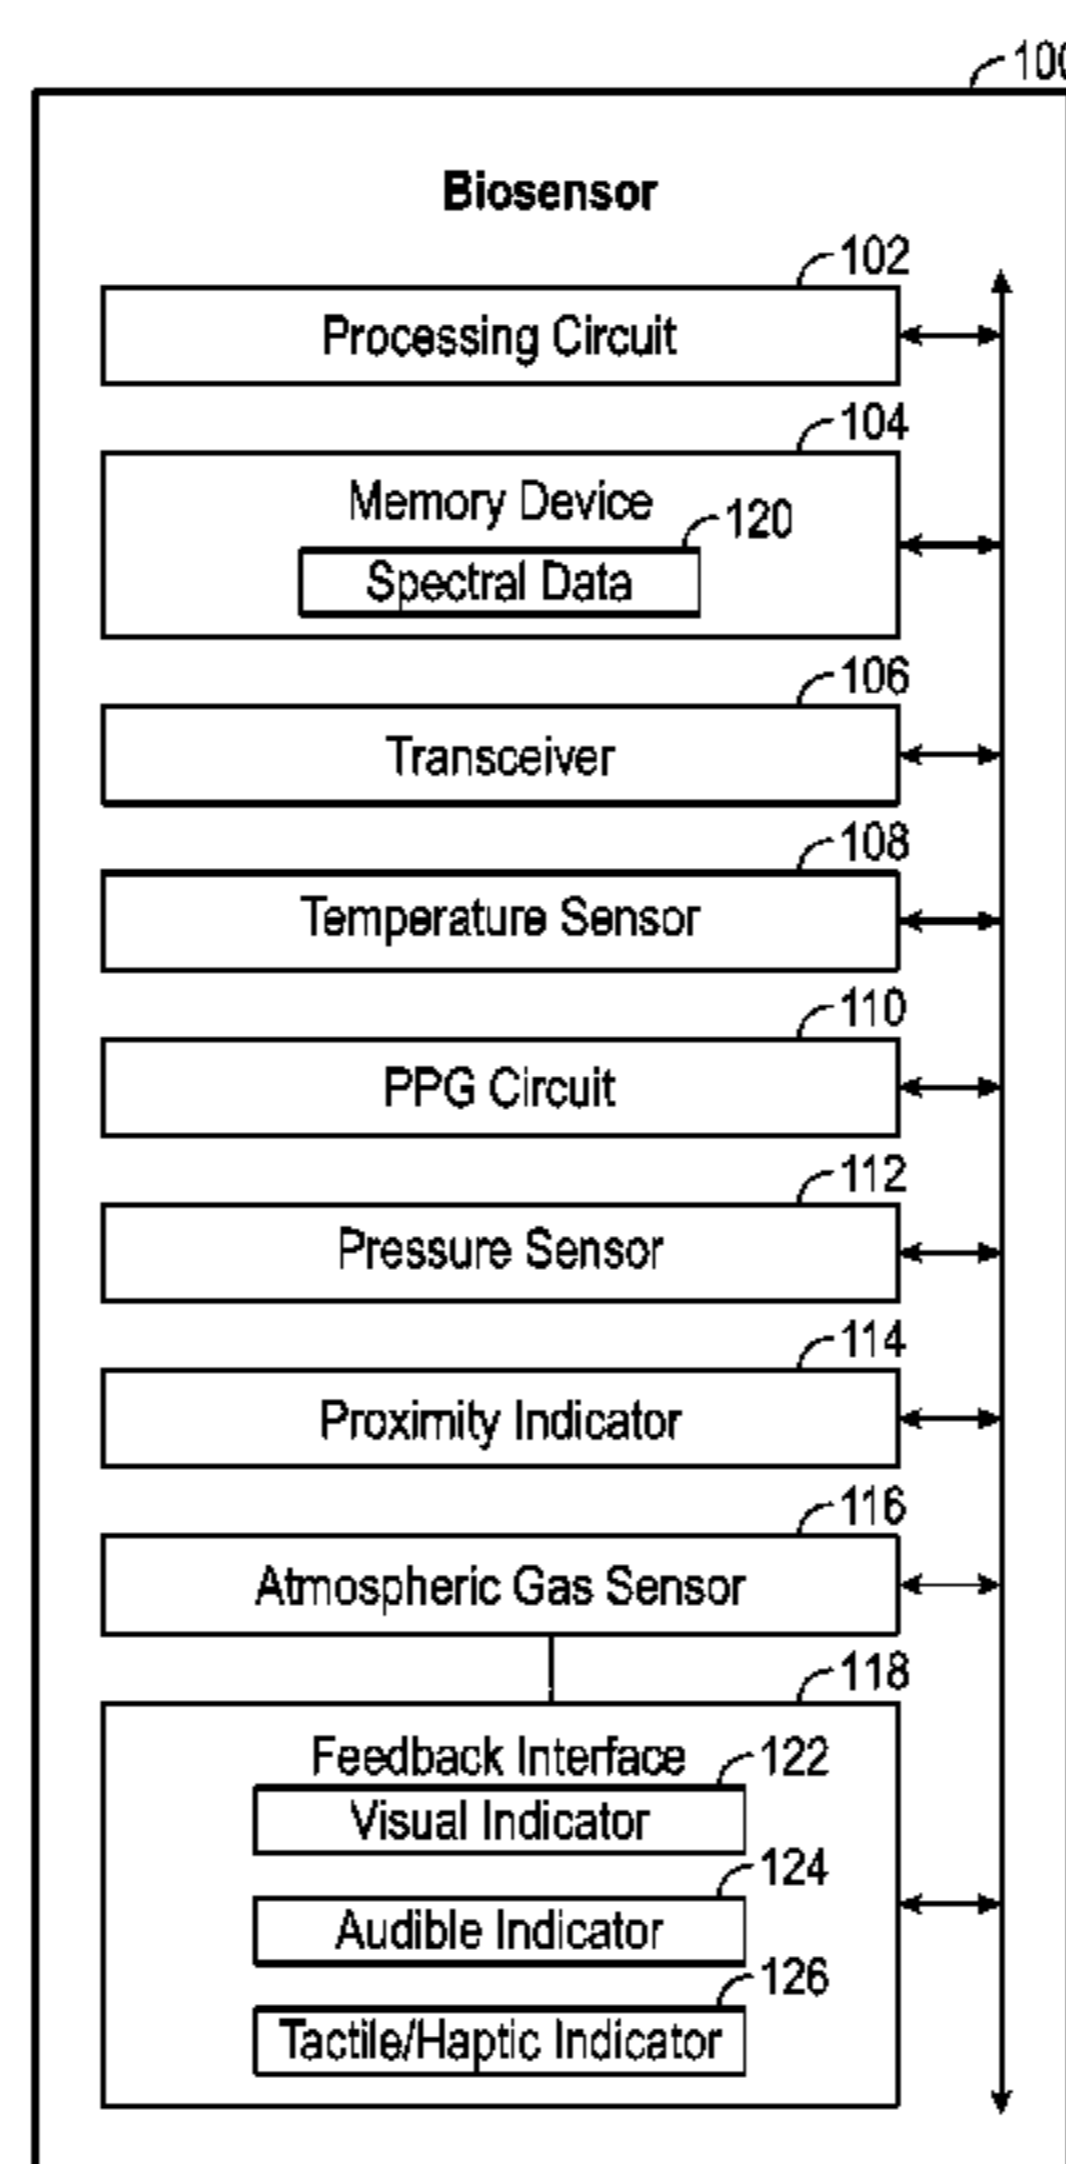 100
Biosensor
102
Processing Circuit
104
Memory Device
120
Spectral Data
106
Transceiver
108
Temperature Sensor
110
PPG Circuit
112
Pressure Sensor
114
Proximity Indicator
116
Atmospheric Gas Sensor
118
Feedback Interface
122
Visual Indicator
124
Audible Indicator
126
Tactile/Haptic Indicator